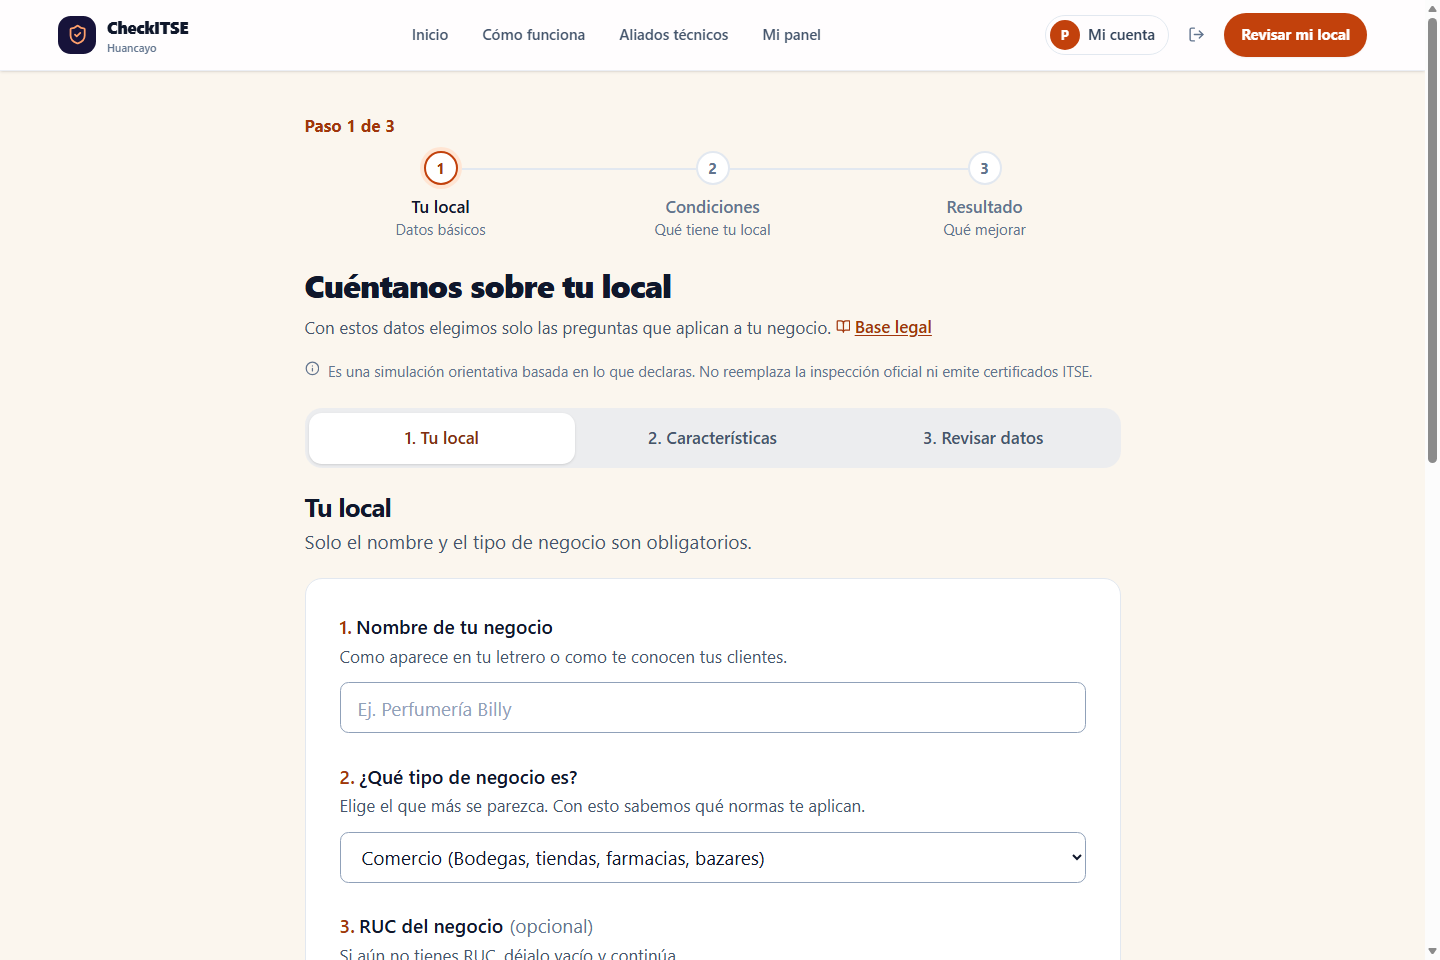 CheckITSE
Huancayo
Inicio
Cómo funciona
Aliados técnicos
Mi panel
P
Mi cuenta
Revisar mi local
Paso 1 de 3
1
2
3
Tu local
Condiciones
Resultado
Datos básicos
Qué tiene tu local
Qué mejorar
Cuéntanos sobre tu local
Con estos datos elegimos solo las preguntas que aplican a tu negocio. Base legal
Es una simulación orientativa basada en lo que declaras. No reemplaza la inspección oficial ni emite certificados ITSE.
1. Tu local
2. Características
3. Revisar datos
Tu local
Solo el nombre y el tipo de negocio son obligatorios.
1. Nombre de tu negocio
Como aparece en tu letrero o como te conocen tus clientes.
Ej. Perfumería Billy
2. ¿Qué tipo de negocio es?
Elige el que más se parezca. Con esto sabemos qué normas te aplican.
Comercio (Bodegas, tiendas, farmacias, bazares)
3. RUC del negocio (opcional)
Si aún no tienes RUC, déjalo vacío y continúa.